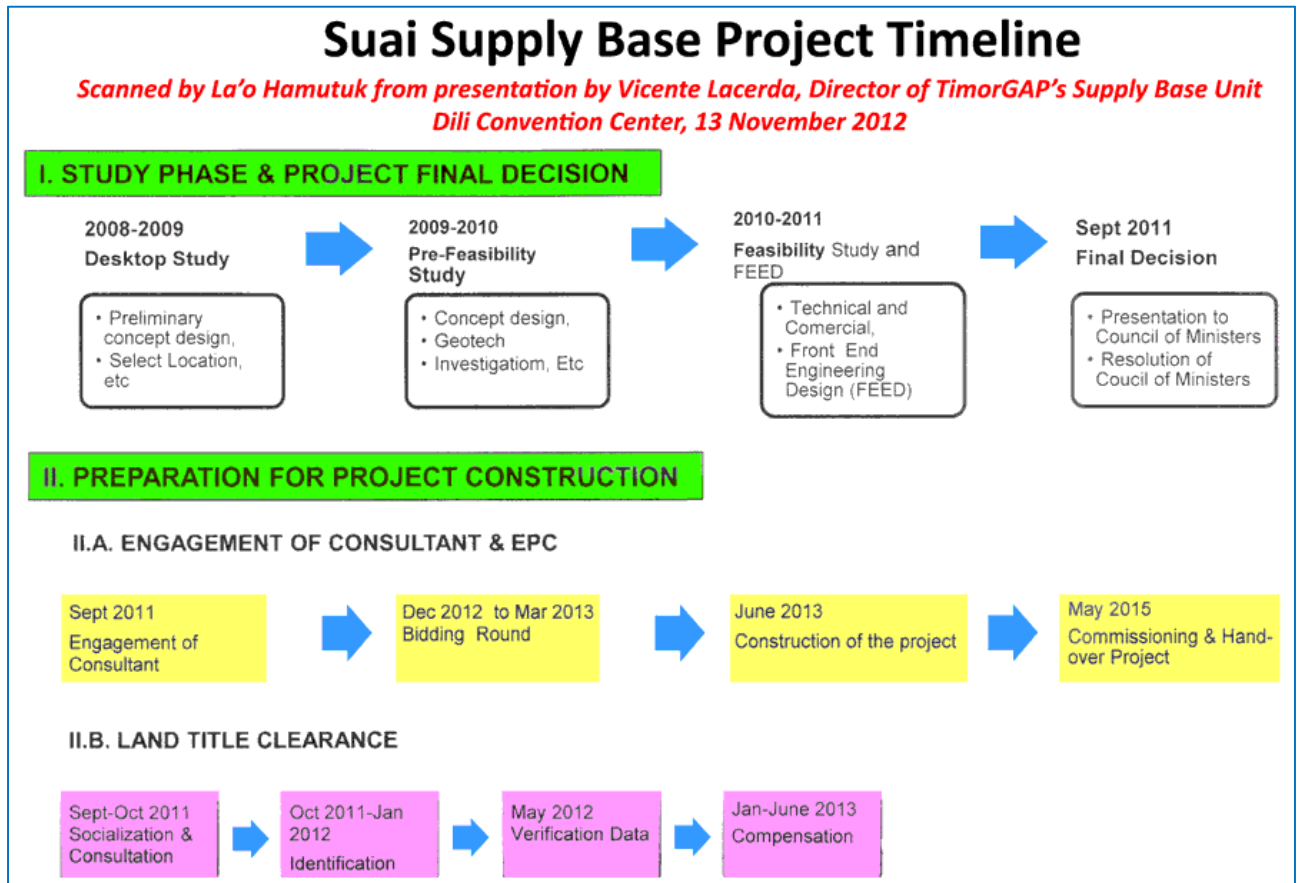 Suai Supply Base Project Timeline
Scanned by La'o Hamutuk from presentation by Vicente Lacerda, Director of TimorGAP's Supply Base Unit
Dili Convention Center, 13 November 2012
I. STUDY PHASE & PROJECT FINAL DECISION
2008-2009
Desktop Study
• Preliminary
concept design,
• Select Location,
etc
2009-2010
Pre-Feasibility
Study
• Concept design,
• Geotech
• Investigatiom, Etc
2010-2011
Feasibility Study and
FEED
• Technical and
Comercial,
• Front End
Engineering
Design (FEED)
Sept 2011
Final Decision
• Presentation to
Council of Ministers
• Resolution of
Coucil of Ministers
II. PREPARATION FOR PROJECT CONSTRUCTION
II.A. ENGAGEMENT OF CONSULTANT & EPC
Sept 2011
Engagement of
Consultant
Dec 2012 to Mar 2013
Bidding Round
June 2013
Construction of the project
May 2015
Commissioning & Hand-
over Project
II.B. LAND TITLE CLEARANCE
Sept-Oct 2011
Socialization &
Consultation
Oct 2011-Jan
2012
Identification
May 2012
Verification Data
Jan-June 2013
Compensation